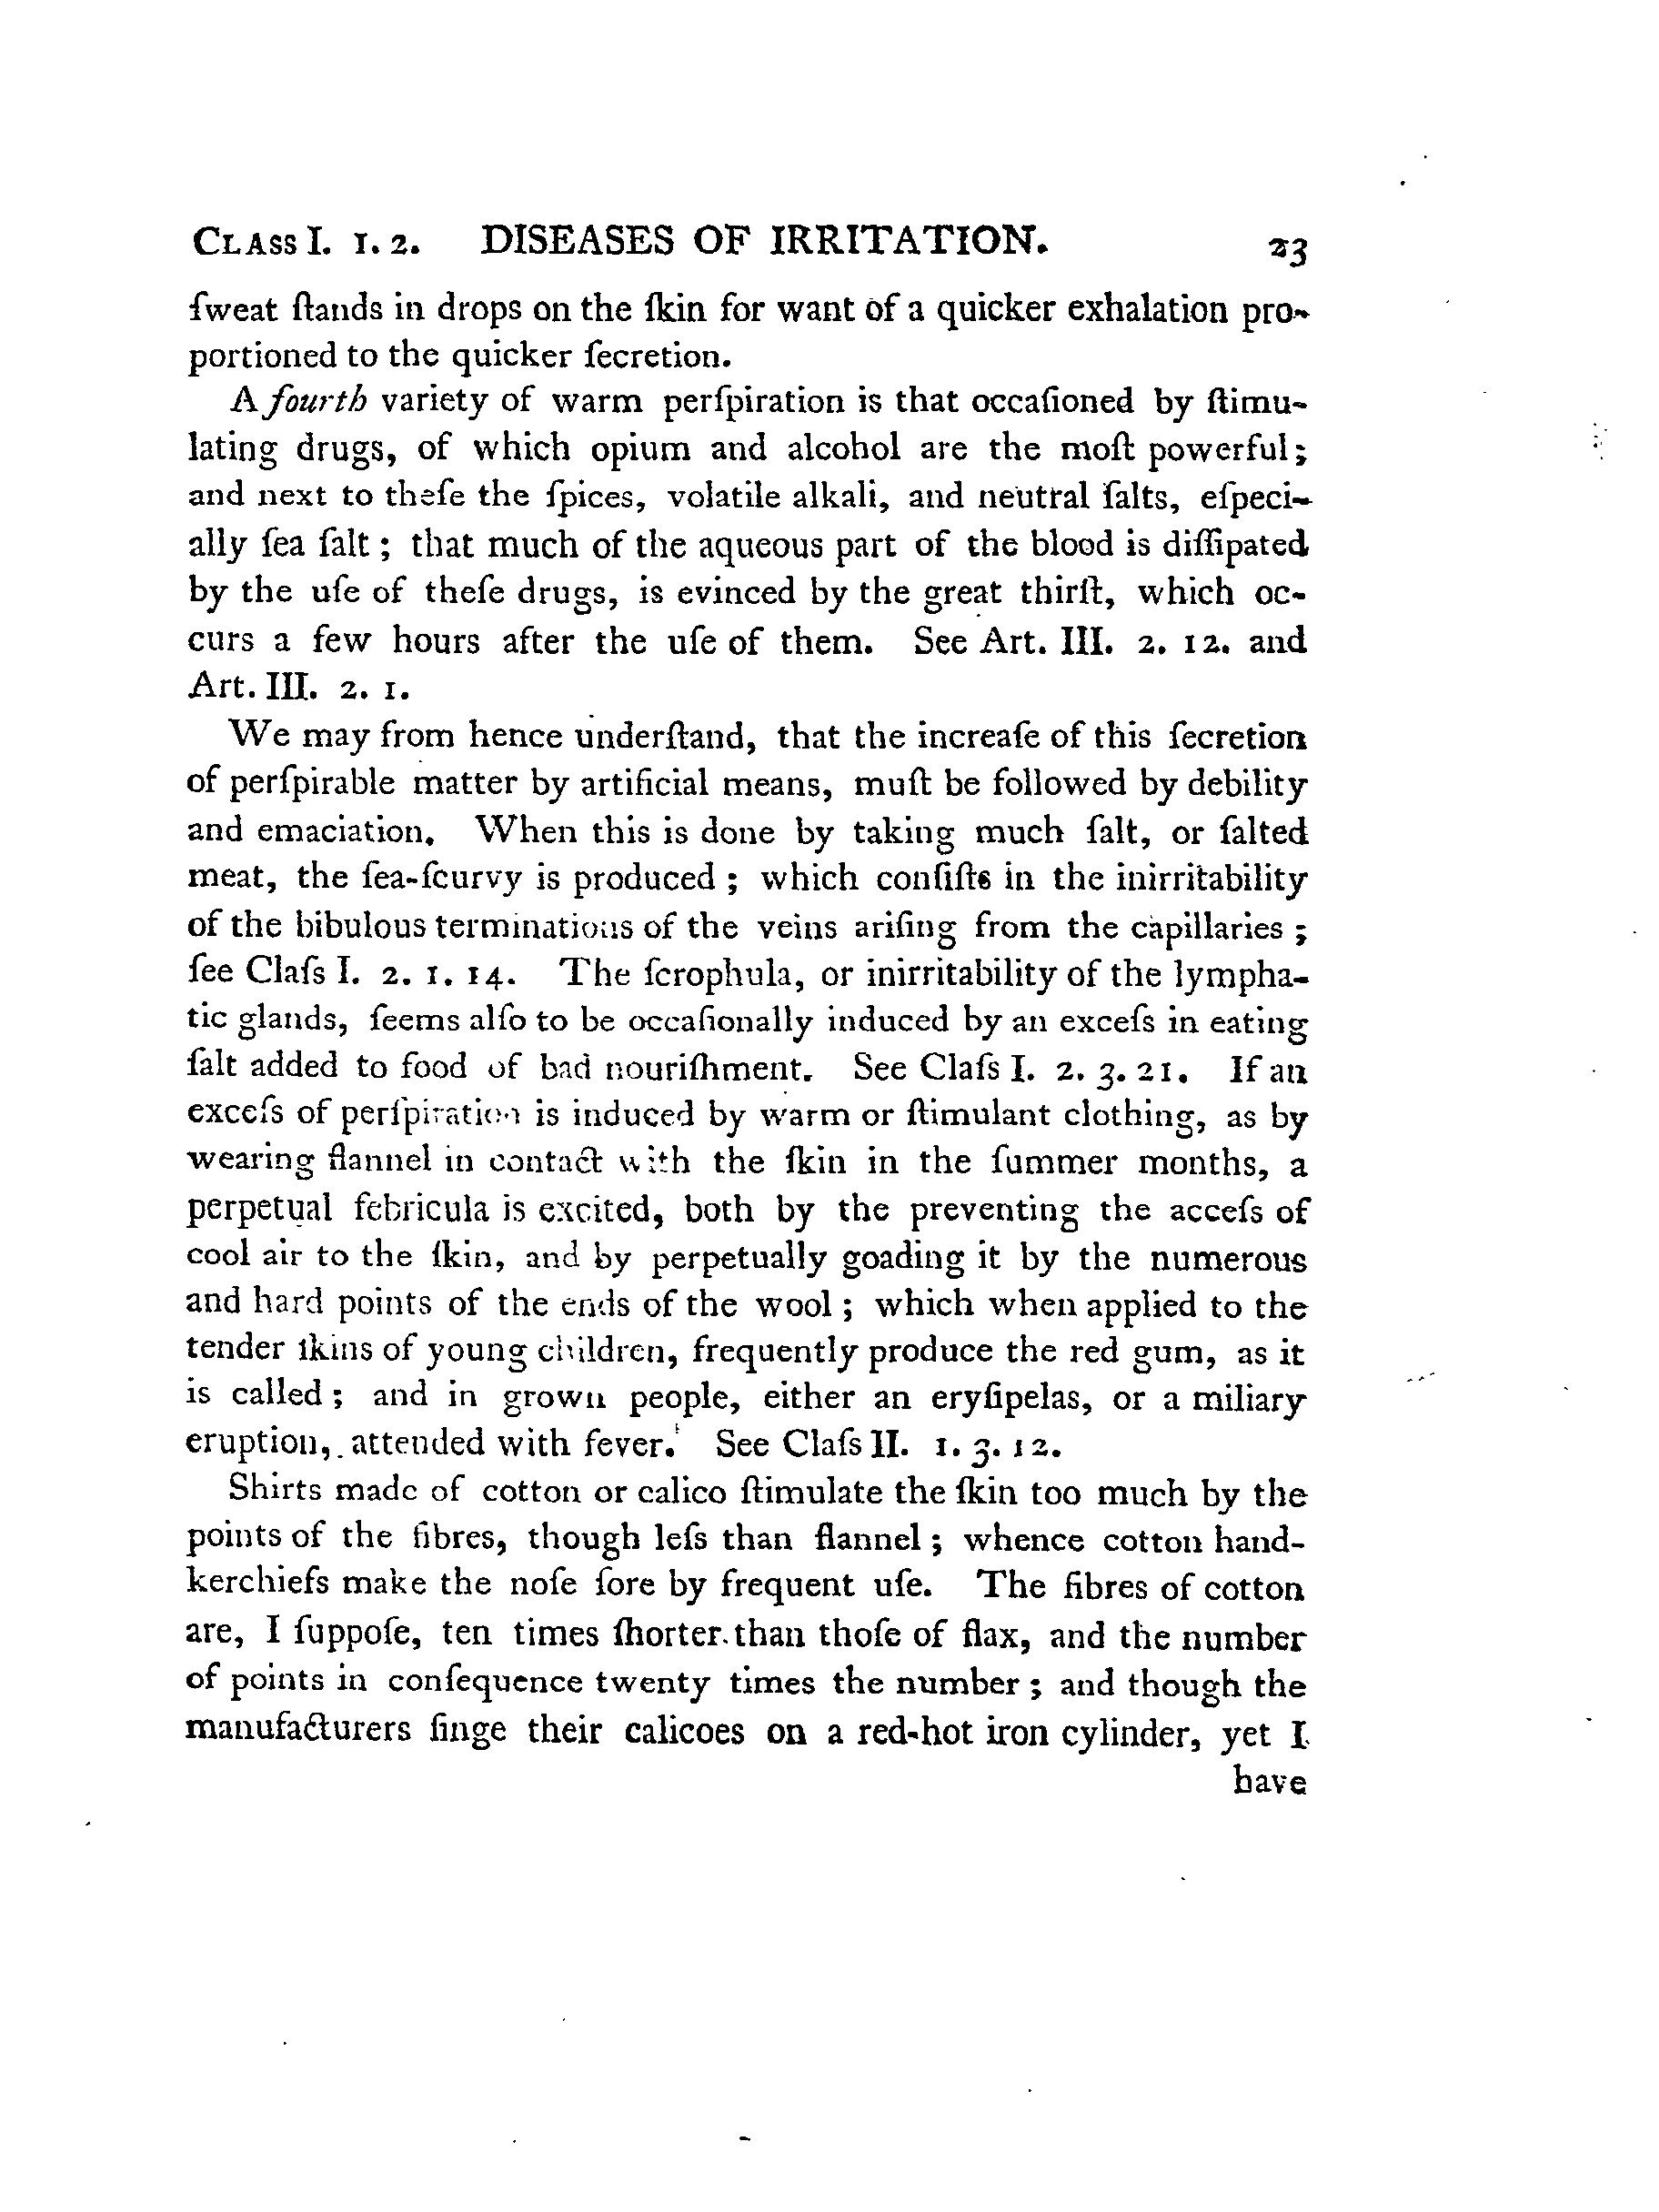 CLASS I. 1. 2. DISEASES OF IRRITATION. 23
ſweat ſtands in drops on the ſkin for want of a quicker exhalation pro-
portioned to the quicker ſecretion.
A fourth variety of warm perſpiration is that occaſioned by ſtimu-
lating drugs, of which opium and alcohol are the moſt powerful;
and next to theſe the ſpices, volatile alkali, and neutral ſalts, eſpeci-
ally ſea ſalt; that much of the aqueous part of the blood is diſſipated
by the uſe of theſe drugs, is evinced by the great thirſt, which oc-
curs a few hours after the uſe of them. See Art. III. 2. 12. and
Art. III. 2. 1.
We may from hence underſtand, that the increaſe of this ſecretion
of perſpirable matter by artificial means, muſt be followed by debility
and emaciation. When this is done by taking much ſalt, or ſalted
meat, the ſea-ſcurvy is produced; which conſiſts in the inirritability
of the bibulous terminations of the veins ariſing from the capillaries;
ſee Claſs I. 2. 1. 14. The ſcrophula, or inirritability of the lympha-
tic glands, ſeems alſo to be occaſionally induced by an exceſs in eating
ſalt added to food of bad nouriſhment. See Claſs I. 2. 3. 21. If an
exceſs of perſpiration is induced by warm or ſtimulant clothing, as by
wearing flannel in contact with the ſkin in the ſummer months, a
perpetual febricula is excited, both by the preventing the acceſs of
cool air to the ſkin, and by perpetually goading it by the numerous
and hard points of the ends of the wool; which when applied to the
tender ſkins of young children, frequently produce the red gum, as it
is called; and in grown people, either an eryſipelas, or a miliary
eruption, attended with fever. See Claſs II. 1. 3. 12.
Shirts made of cotton or calico ſtimulate the ſkin too much by the
points of the fibres, though leſs than flannel; whence cotton hand-
kerchiefs make the noſe ſore by frequent uſe. The fibres of cotton
are, I ſuppoſe, ten times ſhorter than thoſe of flax, and the number
of points in conſequence twenty times the number; and though the
manufacturers ſinge their calicoes on a red-hot iron cylinder, yet I
have